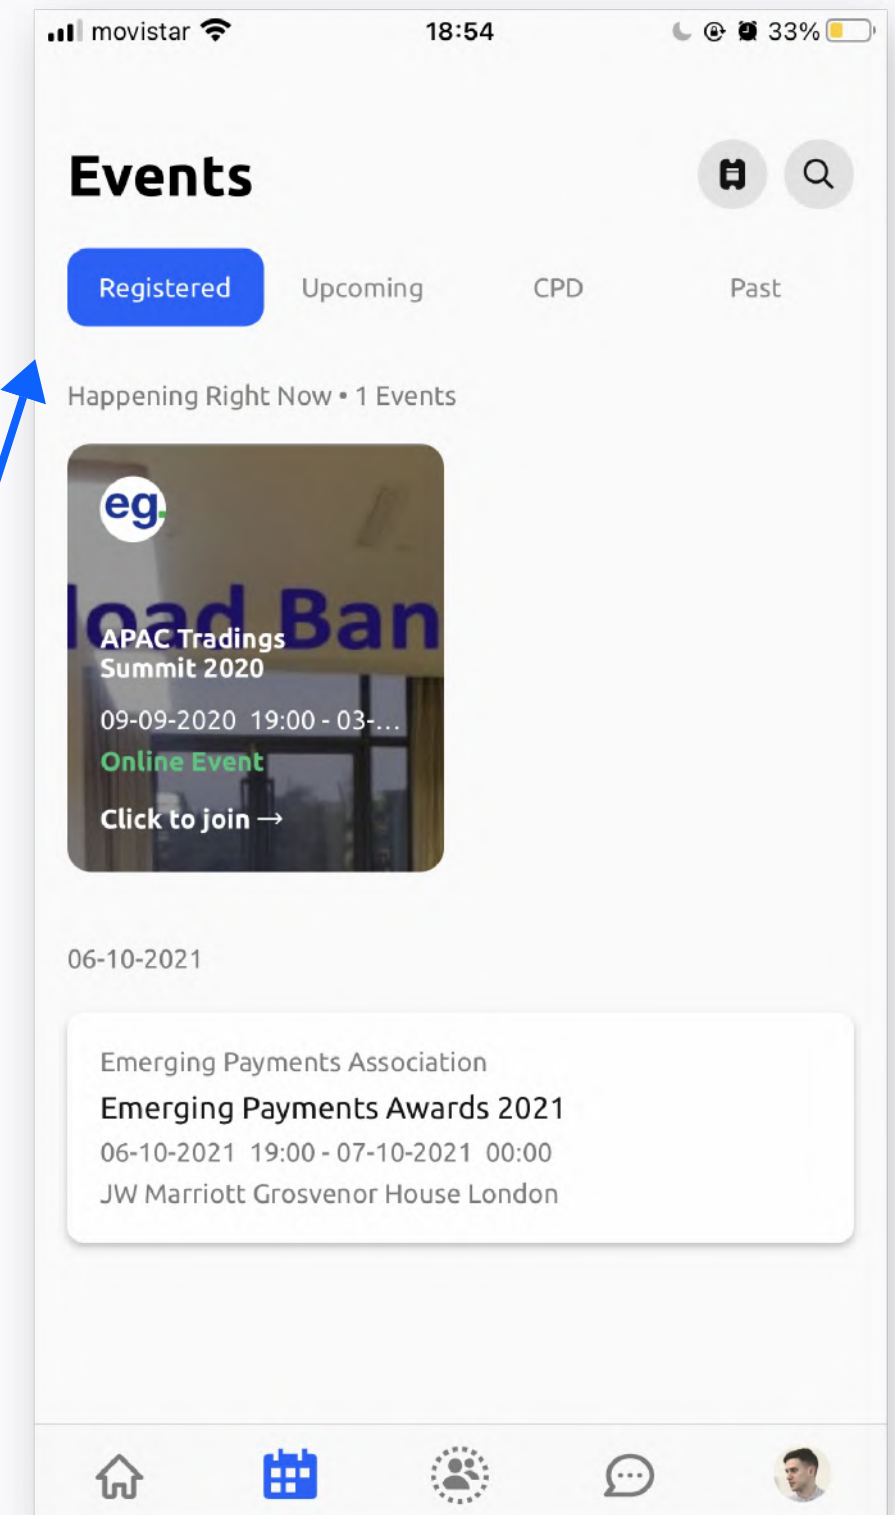 movistar 18:54 33%
Events
Registered Upcoming CPD Past
Happening Right Now • 1 Events
eg.
load Ban
APAC Tradings
Summit 2020
09-09-2020 19:00 - 03-...
Online Event
Click to join →
06-10-2021
Emerging Payments Association
Emerging Payments Awards 2021
06-10-2021 19:00 - 07-10-2021 00:00
JW Marriott Grosvenor House London